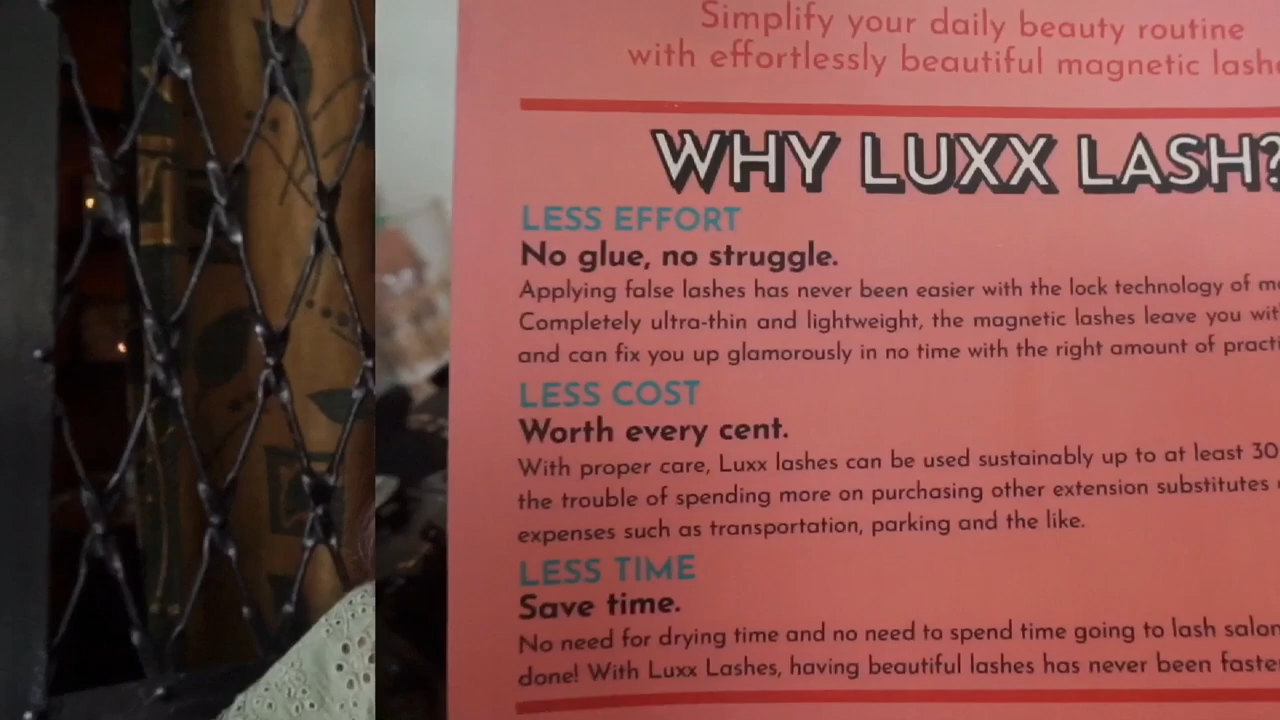 Simplify your daily beauty routine
with effortlessly beautiful magnetic
WHY LUXX LASH?
LESS EFFORT
No glue, no struggle.
Applying false lashes has never been easier with the lock technology of
Completely ultra-thin and lightweight, the magnetic lashes leave you
and can fix you up glamorously in no time with the right amount of
LESS COST
Worth every cent.
With proper care, Luxx lashes can be used sustainably up to at least 30
the trouble of spending more on purchasing other extension substitutes
expenses such as transportation, parking and the like.
LESS TIME
Save time.
No need for drying time and no need to spend time going to lash
done! With Luxx Lashes, having beautiful lashes has never been